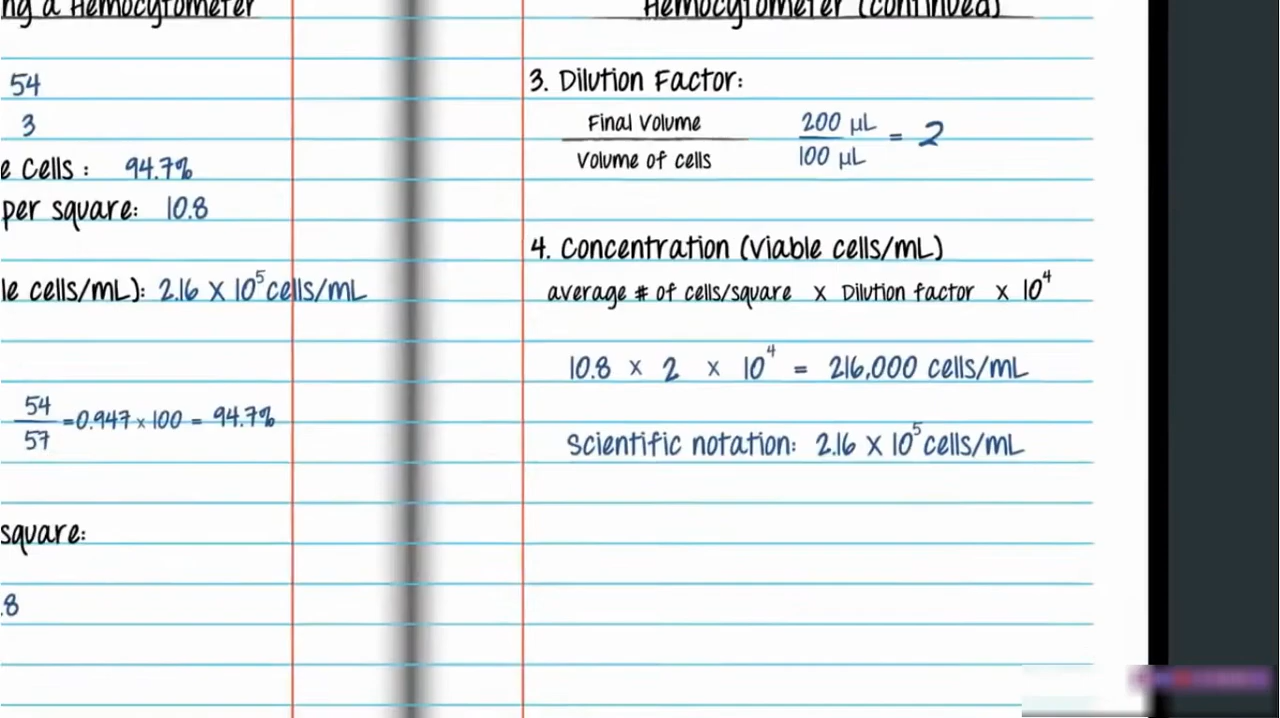 ng a Hemocytometer
54
3
e Cells : 94.7%
per square: 10.8
le cells/mL): 2.16 X 10⁵ cells/mL
54
57
=0.947 x 100 = 94.7%
square:
.8
Hemocytometer (continued)
3. Dilution Factor:
Final Volume
Volume of cells
200 µL
100 µL
= 2
4. Concentration (Viable cells/mL)
average # of cells/square x Dilution factor x 10⁴
10.8 x 2 x 10⁴ = 216,000 cells/mL
Scientific notation: 2.16 X 10⁵ cells/mL